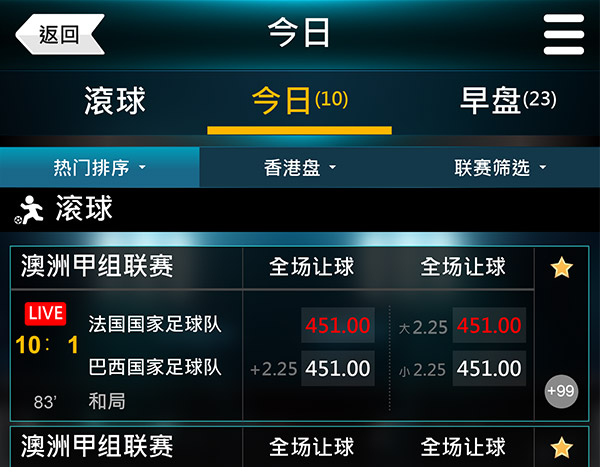 返回 今日
滚球 今日(10) 早盘(23)
热门排序 香港盘 联赛筛选
滚球
澳洲甲组联赛 全场让球 全场让球
LIVE 法国国家足球队 451.00 大 2.25 451.00
10: 1
巴西国家足球队 +2.25 451.00 小 2.25 451.00
83' 和局 +99
澳洲甲组联赛 全场让球 全场让球